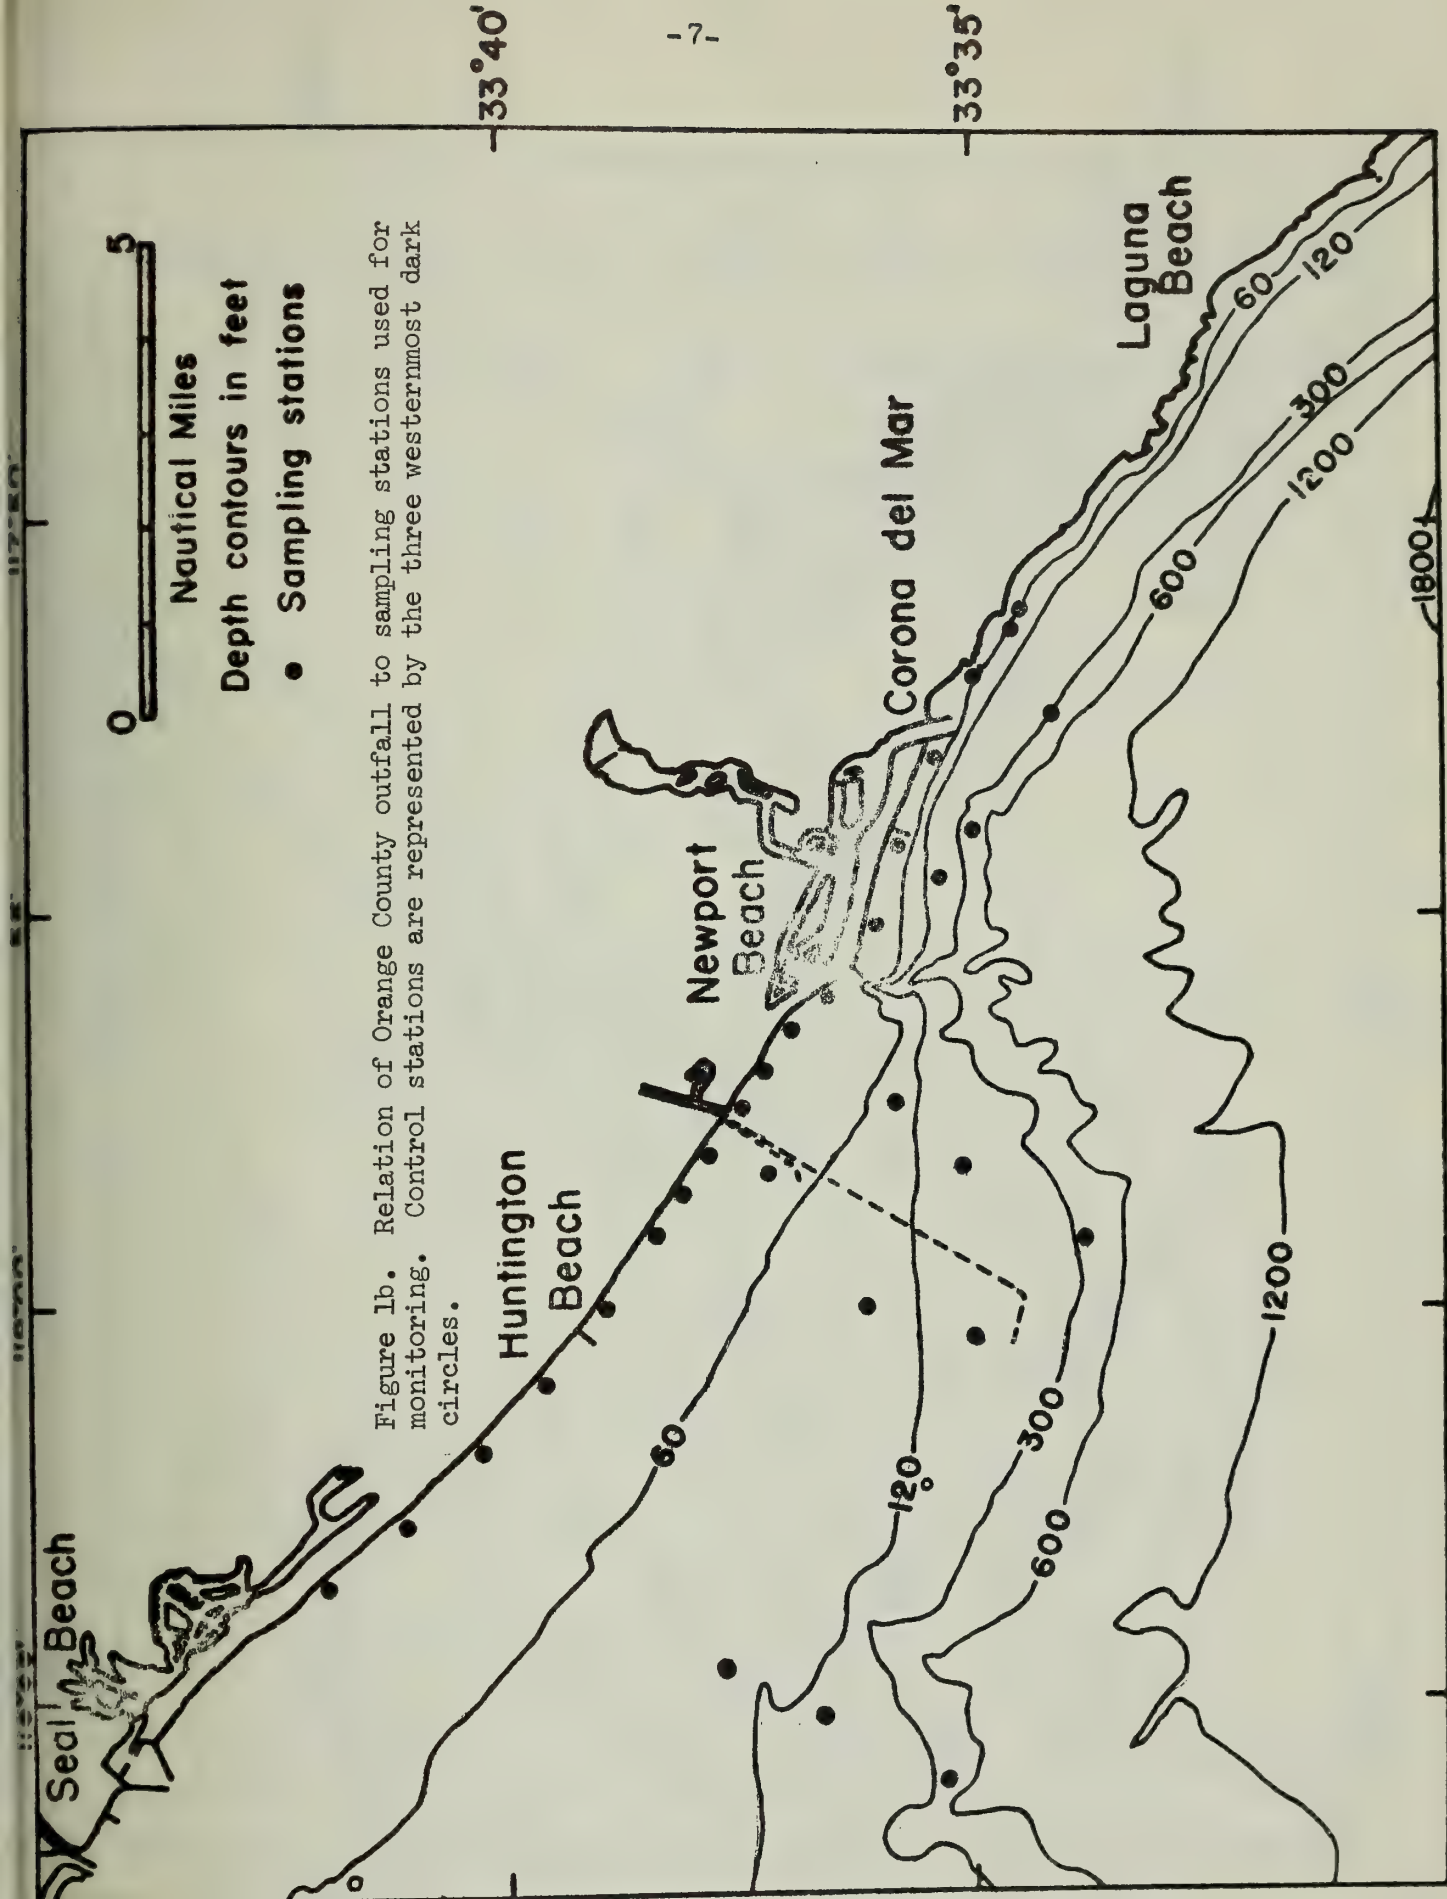 -7-
33°40'
33°35'
0 5
Nautical Miles
Depth contours in feet
● Sampling stations
Figure 1b. Relation of Orange County outfall to sampling stations used for
monitoring. Control stations are represented by the three westernmost dark
circles.
Seal Beach
Huntington
Beach
Newport
Beach
Corona del Mar
Laguna
Beach
60
120
300
600
1200
60
120
300
600
1200
1800